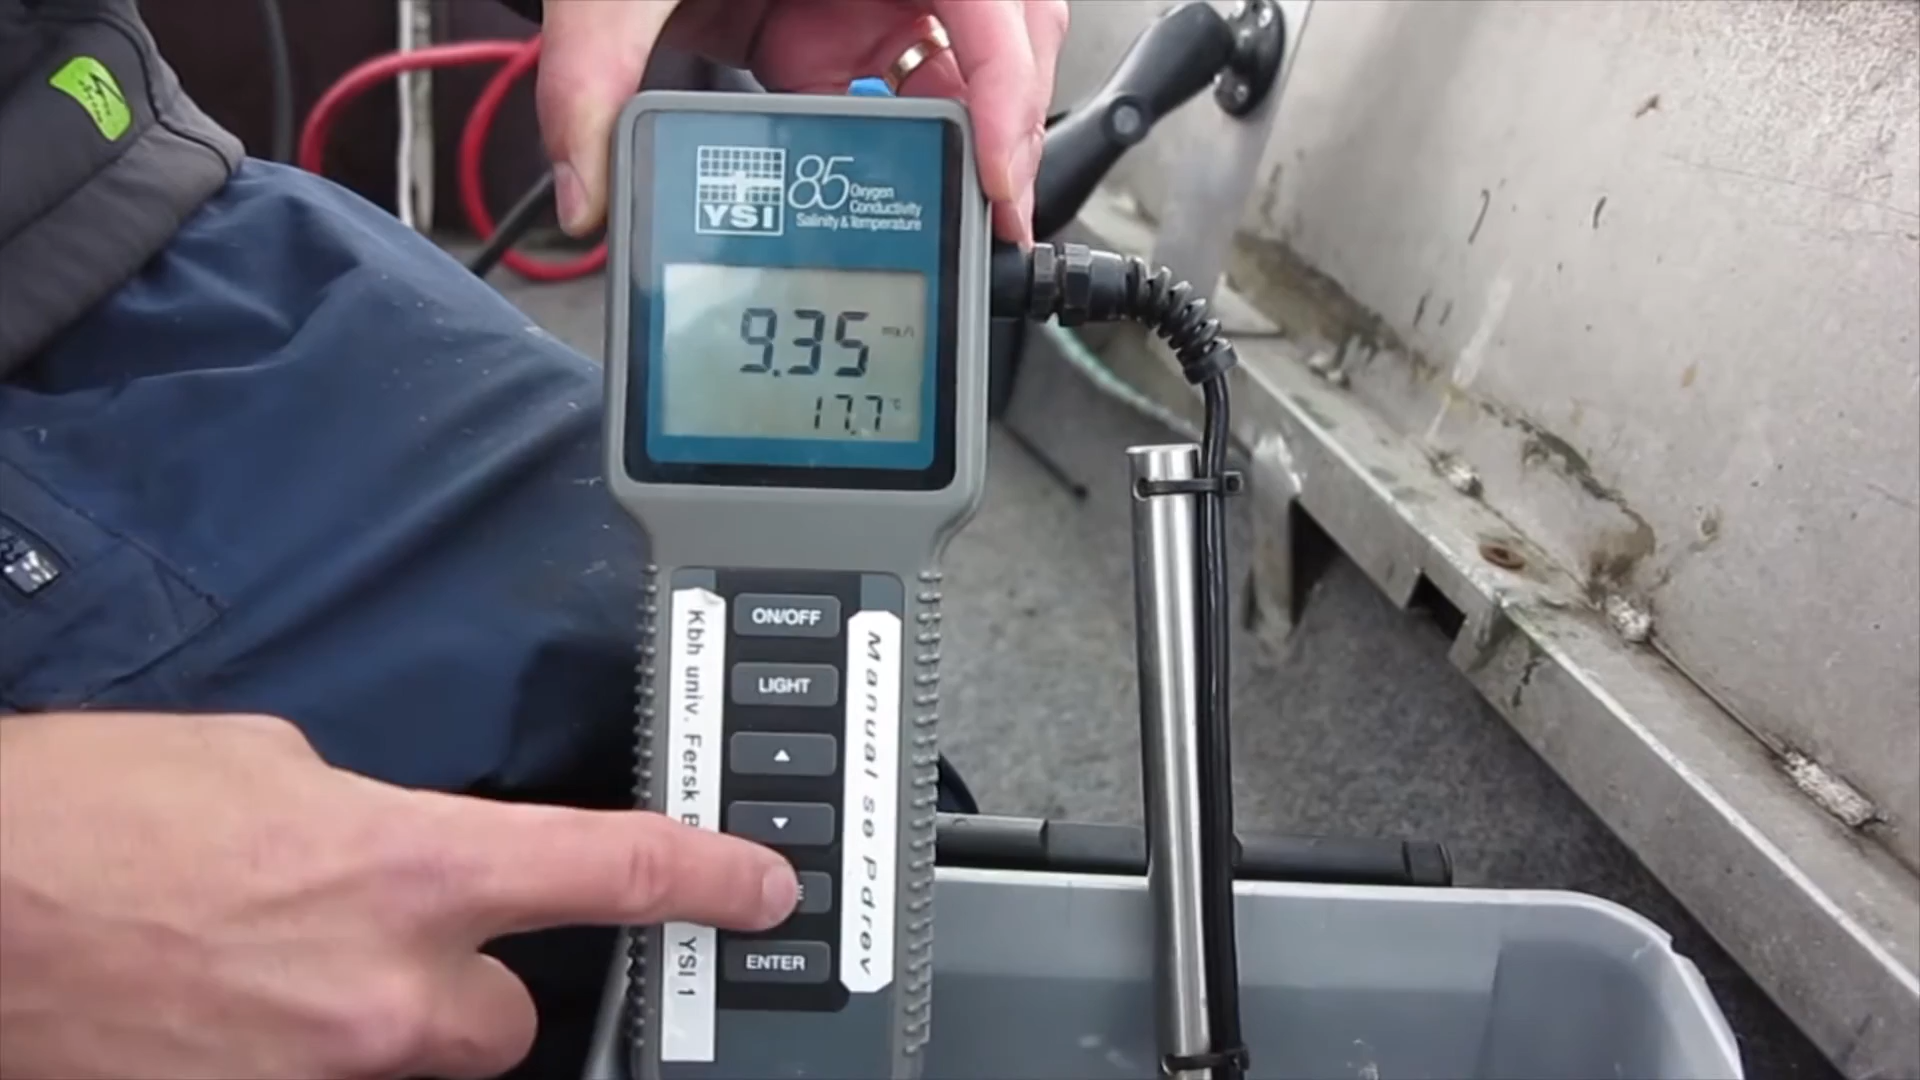 YSI
85
Oxygen
Conductivity
Salinity & Temperature
9.35 mg/l
17.7 °C
ON/OFF
LIGHT
ENTER
Kbh univ. Fersk
YSI 1
Manual se Pdrev